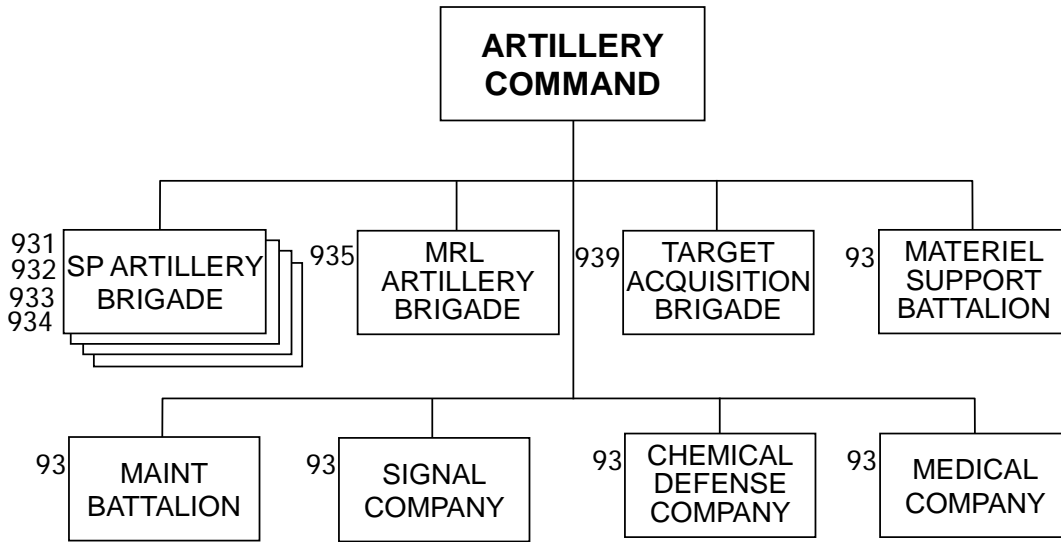 ARTILLERY
COMMAND
931
932
933
934
SP ARTILLERY
BRIGADE
935
MRL
ARTILLERY
BRIGADE
939
TARGET
ACQUISITION
BRIGADE
93
MATERIEL
SUPPORT
BATTALION
93
MAINT
BATTALION
93
SIGNAL
COMPANY
93
CHEMICAL
DEFENSE
COMPANY
93
MEDICAL
COMPANY